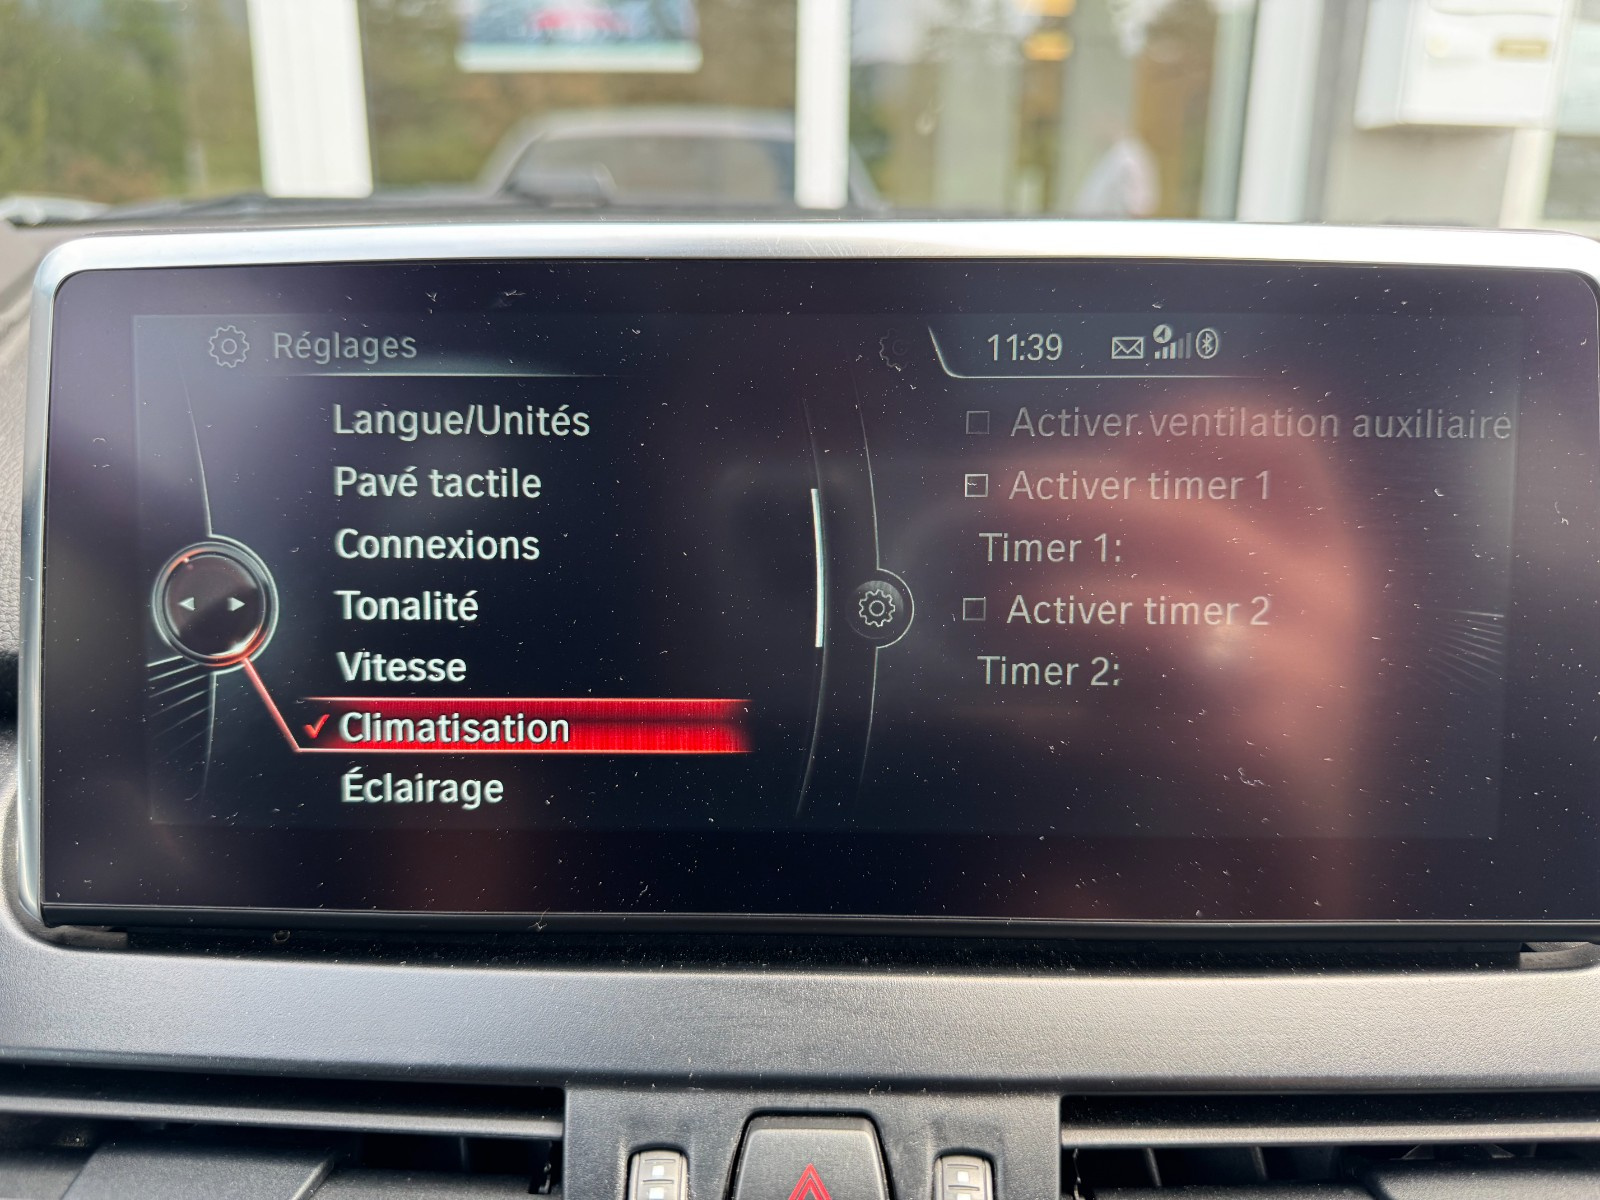 Réglages
11:39
Langue/Unités
Pavé tactile
Connexions
Tonalité
Vitesse
Climatisation
Éclairage
Activer ventilation auxiliaire
Activer timer 1
Timer 1:
Activer timer 2
Timer 2: